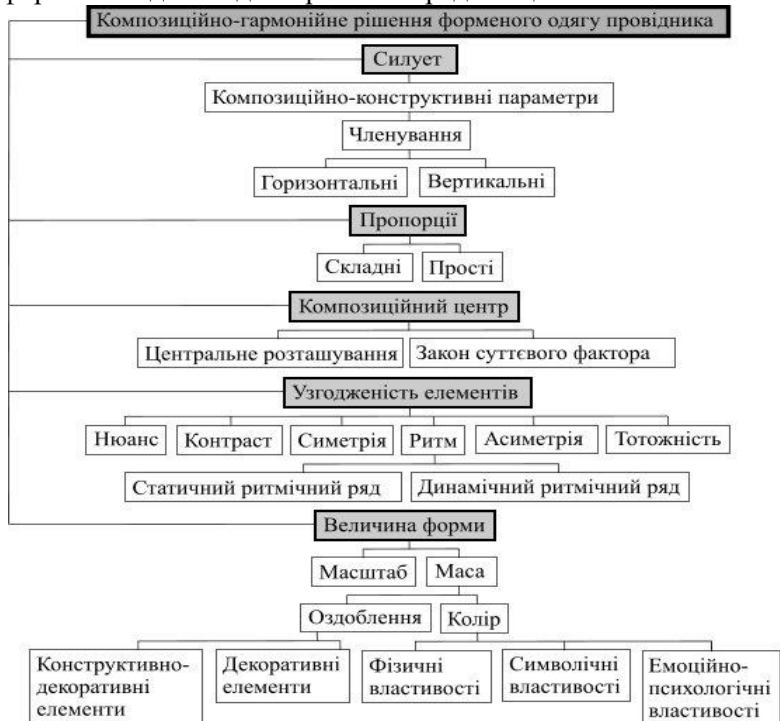 Композиційно-гармонійне рішення форменого одягу провідника
Силует
Композиційно-конструктивні параметри
Членування
Горизонтальні Вертикальні
Пропорції
Складні Прості
Композиційний центр
Центральне розташування Закон суттєвого фактора
Узгодженість елементів
Нюанс Контраст Симетрія Ритм Асиметрія Тотожність
Статичний ритмічний ряд Динамічний ритмічний ряд
Величина форми
Масштаб Маса
Оздоблення Колір
Конструктивно-
декоративні
елементи
Декоративні
елементи
Фізичні
властивості
Символічні
властивості
Емоційно-
психологічні
властивості